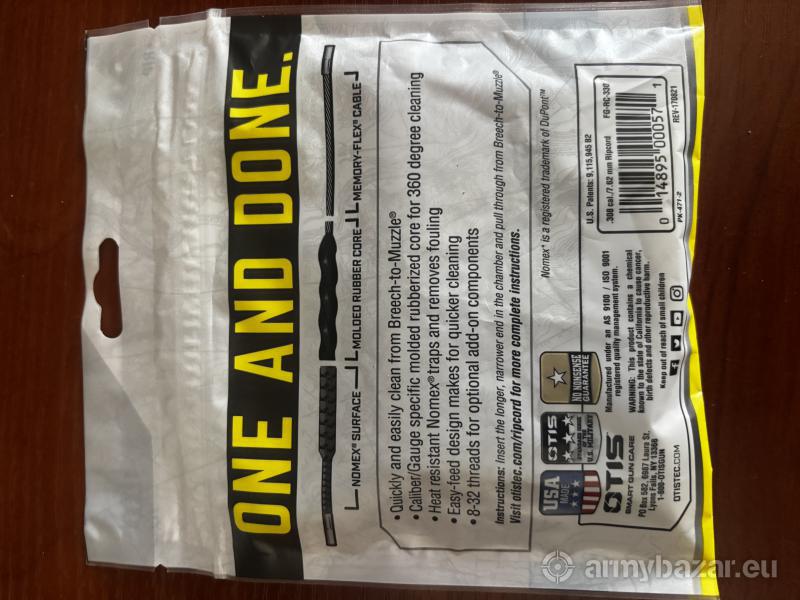 ONE AND DONE.
NOMEX® SURFACE
MOLDED RUBBER CORE
MEMORY-FLEX® CABLE
• Quickly and easily clean from Breech-to-Muzzle®
• Caliber/Gauge specific molded rubberized core for 360 degree cleaning
• Heat resistant Nomex® traps and removes fouling
• Easy-feed design makes for quicker cleaning
• 8-32 threads for optional add-on components
Instructions: Insert the longer, narrower end in the chamber and pull through from Breech-to-Muzzle®
Visit otistec.com/ripcord for more complete instructions.
Nomex® is a registered trademark of DuPont™
USA
MADE
OTIS
U.S. MILITARY
NO NONSENSE
GUARANTEE
OTIS
SMART GUN CARE
PO Box 582, 6987 Laura St.
Lyons Falls, NY 13368
1-800-OTISGUN
OTISTEC.COM
Manufactured under an AS 9100 / ISO 9001
registered quality management system.
WARNING: This product contains a chemical
known to the state of California to cause cancer,
birth defects and other reproductive harm.
Keep out of reach of small children
U.S. Patents: 9,115,945 B2
.308 cal./7.62 mm Ripcord
FG-RC-330
0 14895 00057 1
PK-471-2
REV-170821
armybazar.eu